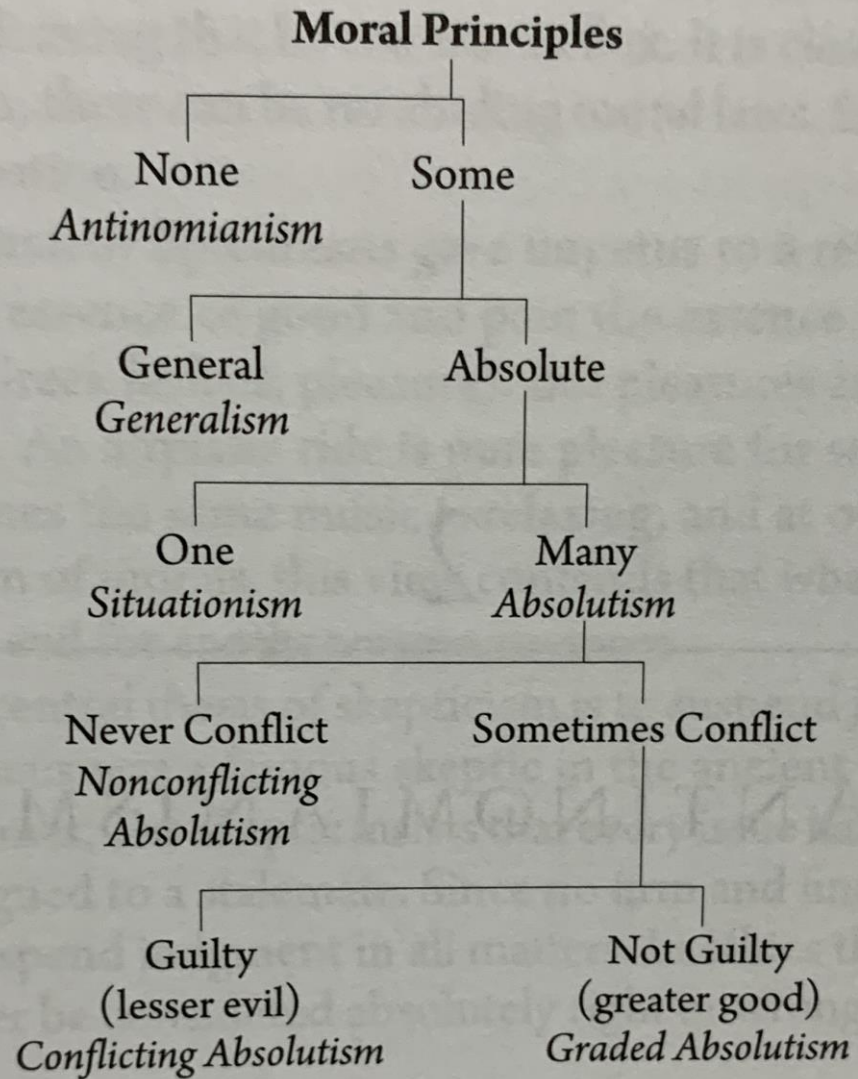 Moral Principles
None
Some
Antinomianism
General
Absolute
Generalism
One
Many
Situationism
Absolutism
Never Conflict
Sometimes Conflict
Nonconflicting
Absolutism
Guilty
Not Guilty
(lesser evil)
(greater good)
Conflicting Absolutism
Graded Absolutism